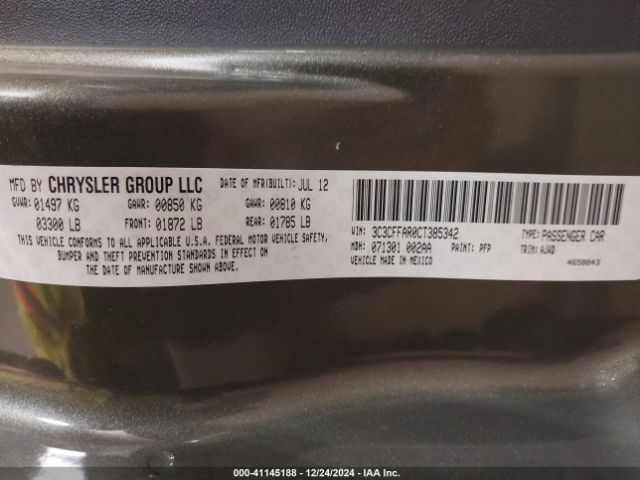 MFD BY CHRYSLER GROUP LLC DATE OF MFR(BUILT): JUL 12
GVWR: 01497 KG GAWR: 00850 KG GAWR: 00810 KG
03300 LB FRONT: 01872 LB REAR: 01785 LB
THIS VEHICLE CONFORMS TO ALL APPLICABLE U.S.A. FEDERAL MOTOR VEHICLE SAFETY,
BUMPER AND THEFT PREVENTION STANDARDS IN EFFECT ON
THE DATE OF MANUFACTURE SHOWN ABOVE.
VIN: 3C3CFFAR0CT385342 TYPE: PASSENGER CAR
MDH: 071301 002AA PAINT: PFP TRIM: AJWD
VEHICLE MADE IN MEXICO 4658843
000-41145188 - 12/24/2024 - IAA Inc.